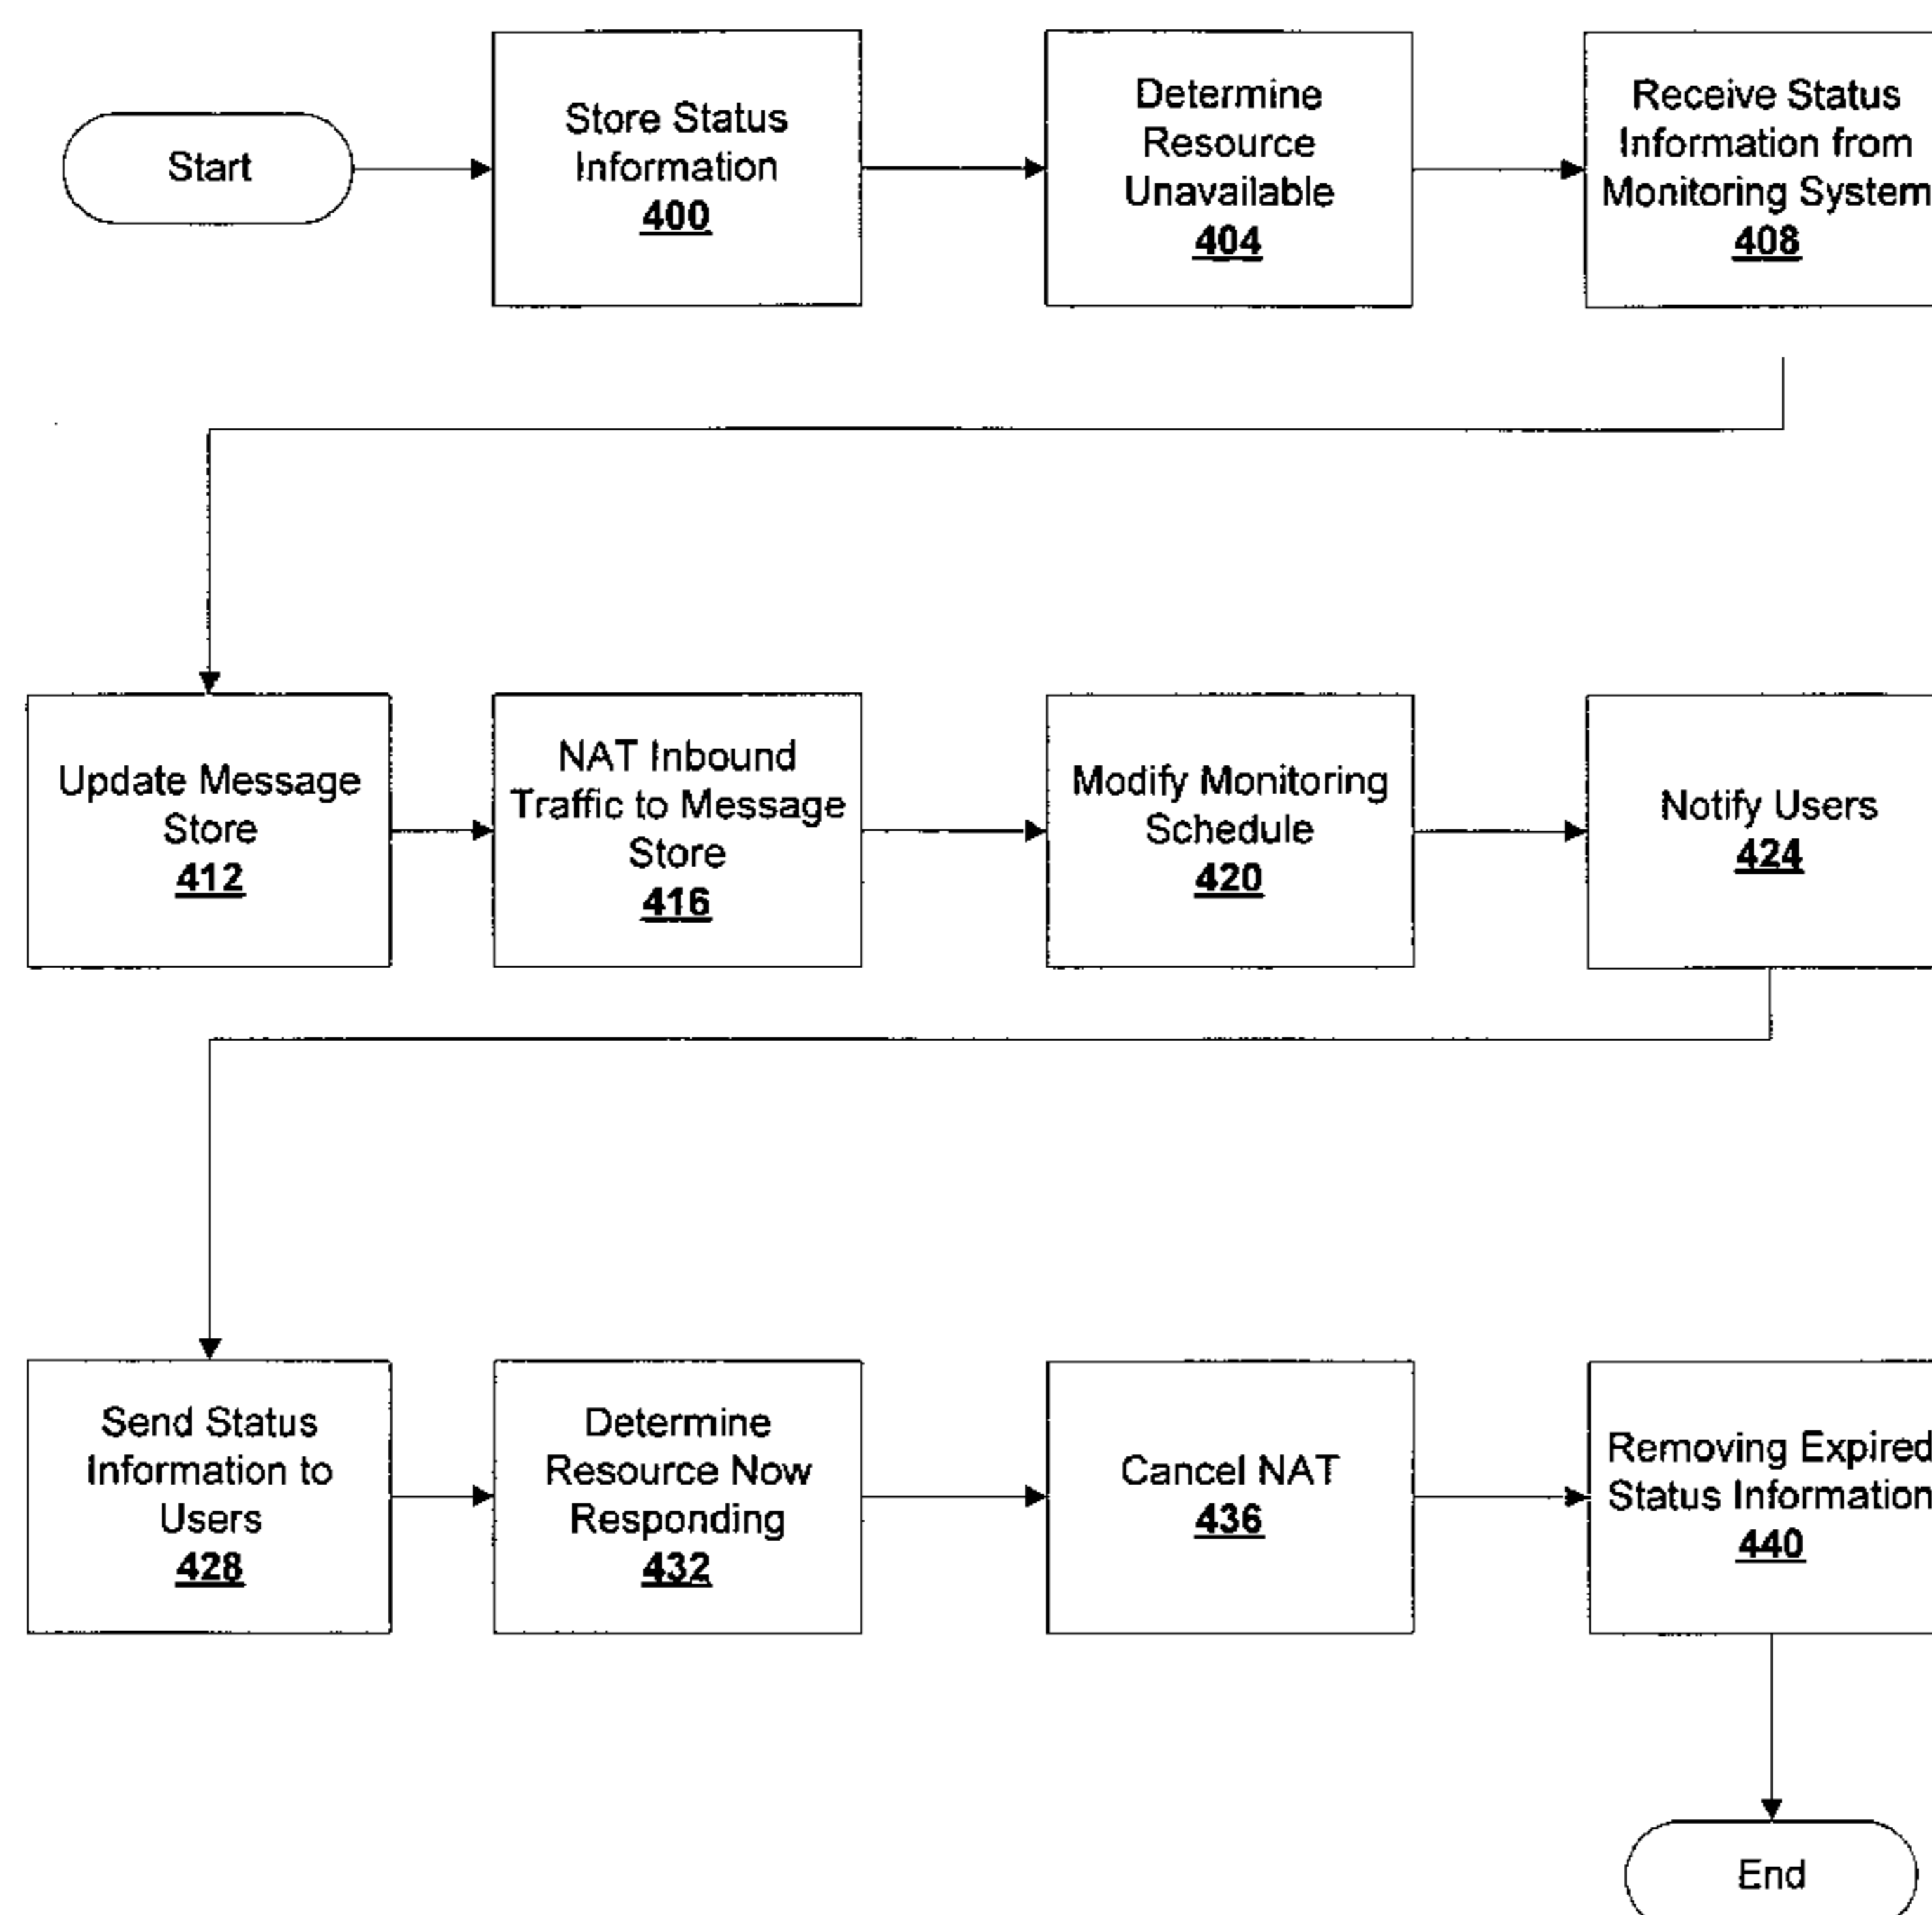 Start
Store Status
Information
400
Determine
Resource
Unavailable
404
Receive Status
Information from
Monitoring System
408
Update Message
Store
412
NAT Inbound
Traffic to Message
Store
416
Modify Monitoring
Schedule
420
Notify Users
424
Send Status
Information to
Users
428
Determine
Resource Now
Responding
432
Cancel NAT
436
Removing Expired
Status Information
440
End